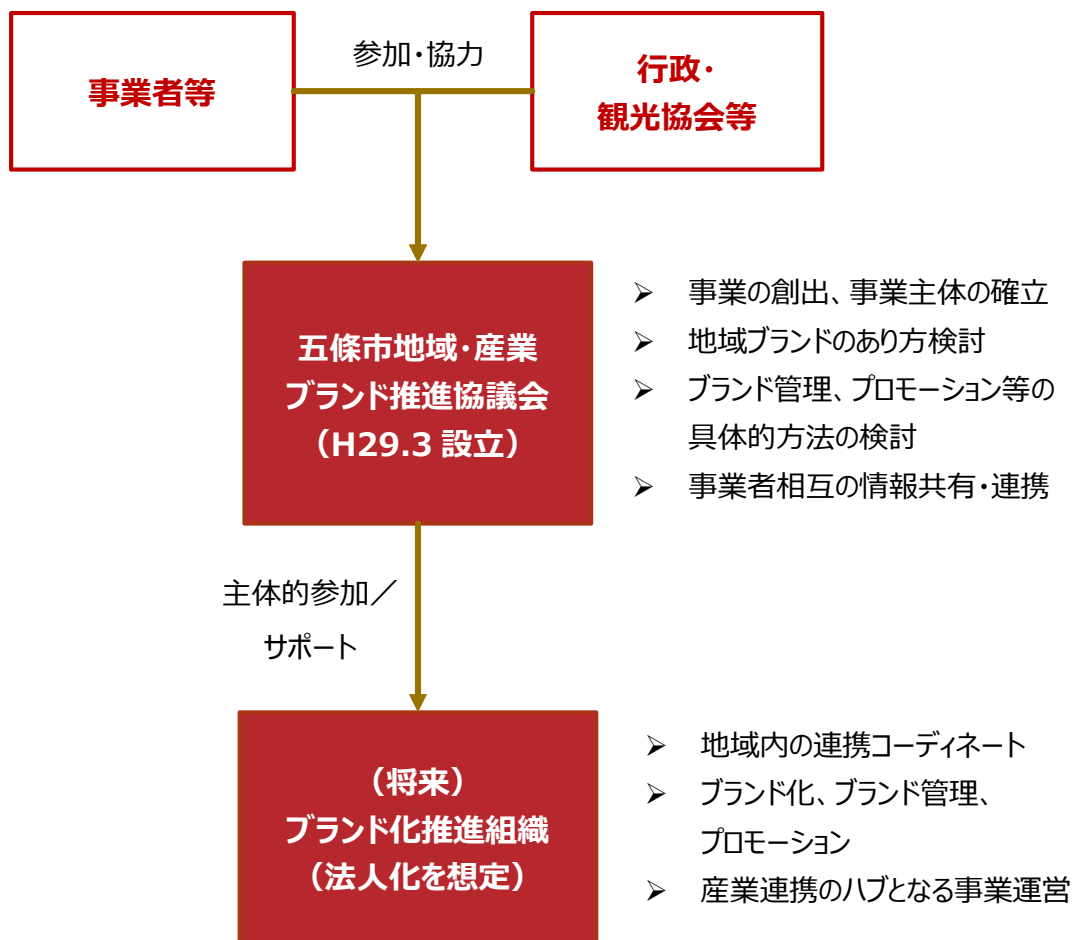 参加・協力
事業者等
行政・
観光協会等
五條市地域・産業
ブランド推進協議会
（H29.3 設立）
➢ 事業の創出、事業主体の確立
➢ 地域ブランドのあり方検討
➢ ブランド管理、プロモーション等の
具体的方法の検討
➢ 事業者相互の情報共有・連携
主体的参加／
サポート
（将来）
ブランド化推進組織
（法人化を想定）
➢ 地域内の連携コーディネート
➢ ブランド化、ブランド管理、
プロモーション
➢ 産業連携のハブとなる事業運営